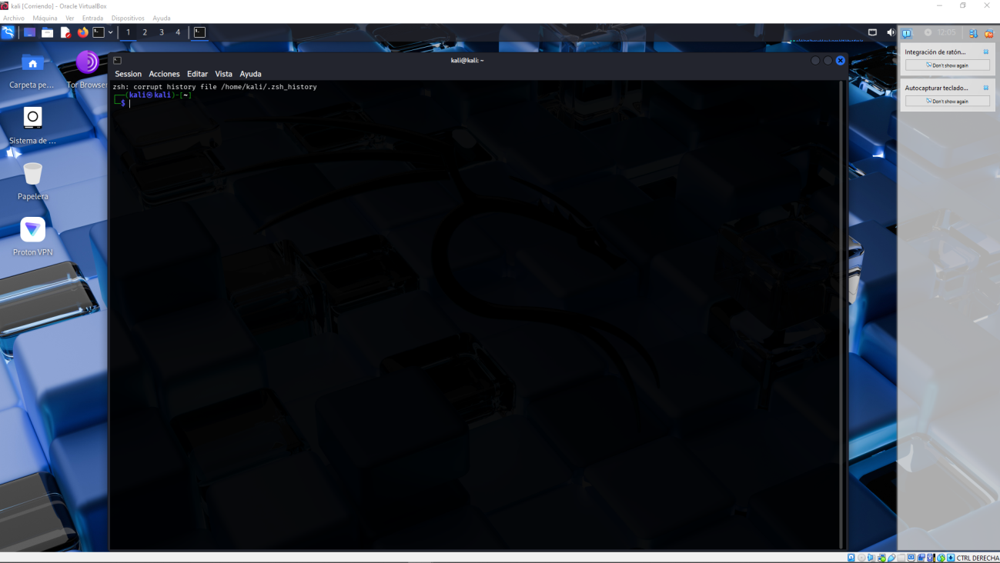 kali [Corriendo] - Oracle VirtualBox
Archivo Máquina Ver Entrada Dispositivos Ayuda
1 2 3 4
12:05
kali@kali: ~
Session Acciones Editar Vista Ayuda
zsh: corrupt history file /home/kali/.zsh_history
(kali㉿kali)-[~]
$
Carpeta pe...
Tor Browser
Sistema de ...
Papelera
Proton VPN
Integración de ratón...
Don't show again
Autocapturar teclado...
Don't show again
CTRL DERECHA